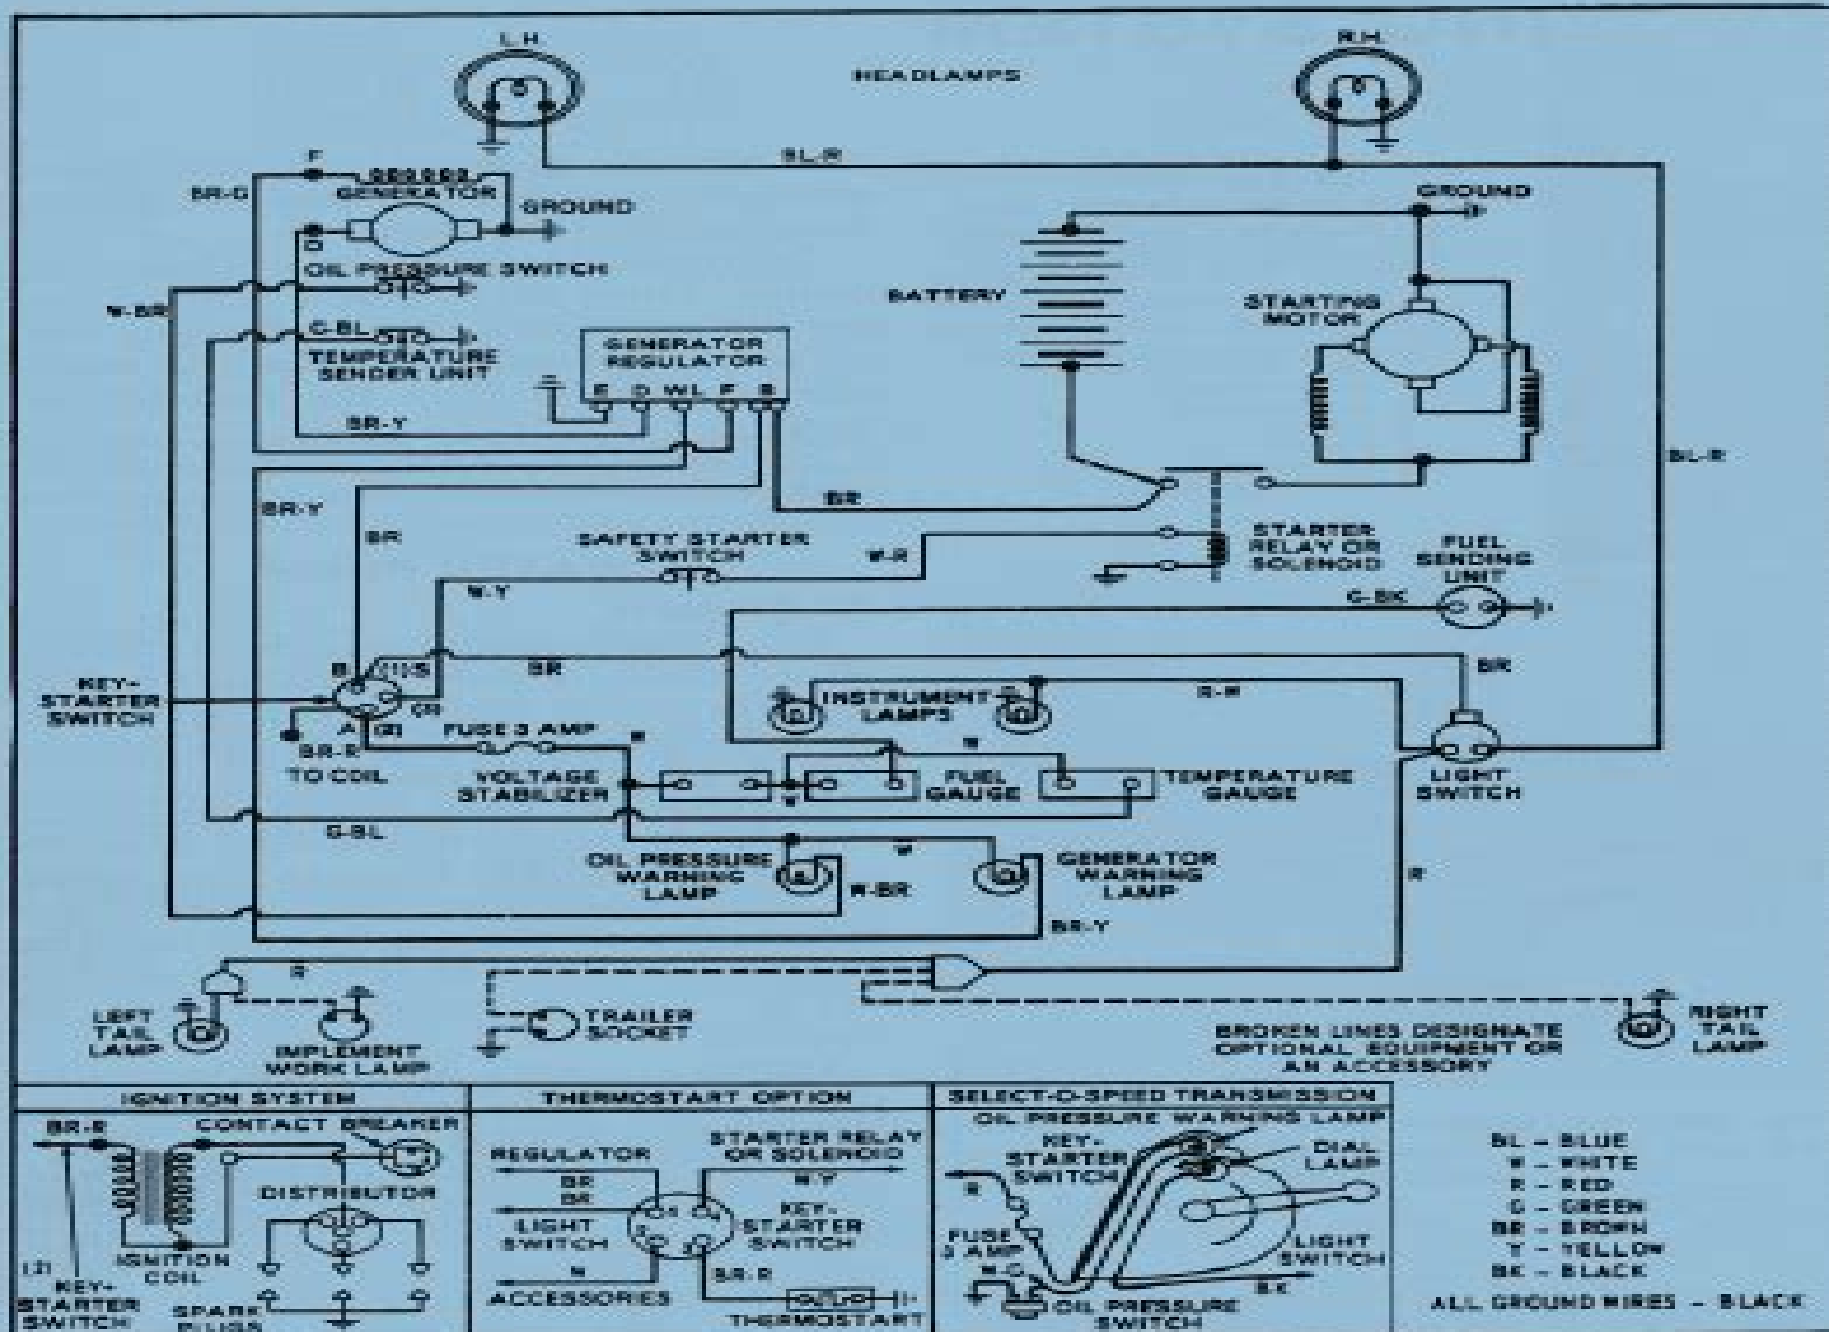 L.H.
R.H.
HEADLAMPS
BL-R
F
BR-G
GENERATOR
GROUND
D
GROUND
OIL PRESSURE SWITCH
W-BR
BATTERY
STARTING
MOTOR
G-BL
TEMPERATURE
SENDER UNIT
GENERATOR
REGULATOR
E D WL F B
BR-Y
BL-R
BR-Y
BR
BR
SAFETY STARTER
SWITCH
W-R
STARTER
RELAY OR
SOLENOID
FUEL
SENDING
UNIT
W-Y
G-BK
B
(1) S
BR
BR
KEY-
STARTER
SWITCH
INSTRUMENT
LAMPS
R-W
A (2)
FUSE 3 AMP
W
W
BR-R
TO COIL
VOLTAGE
STABILIZER
W
FUEL
GAUGE
TEMPERATURE
GAUGE
LIGHT
SWITCH
G-BL
OIL PRESSURE
WARNING
LAMP
W
W-BR
GENERATOR
WARNING
LAMP
R
BR-Y
R
LEFT
TAIL
LAMP
IMPLEMENT
WORK LAMP
TRAILER
SOCKET
BROKEN LINES DESIGNATE
OPTIONAL EQUIPMENT OR
AN ACCESSORY
RIGHT
TAIL
LAMP
IGNITION SYSTEM
BR-R
CONTACT BREAKER
DISTRIBUTOR
IGNITION
COIL
(2)
KEY-
STARTER
SWITCH
SPARK
PLUGS
THERMOSTART OPTION
REGULATOR
STARTER RELAY
OR SOLENOID
BR
BR
W-Y
LIGHT
SWITCH
KEY-
STARTER
SWITCH
BR-R
ACCESSORIES
THERMOSTART
SELECT-O-SPEED TRANSMISSION
OIL PRESSURE WARNING LAMP
KEY-
STARTER
SWITCH
DIAL
LAMP
FUSE
3 AMP
LIGHT
SWITCH
BK
OIL PRESSURE
SWITCH
BL - BLUE
W - WHITE
R - RED
G - GREEN
BR - BROWN
Y - YELLOW
BK - BLACK
ALL GROUND WIRES - BLACK